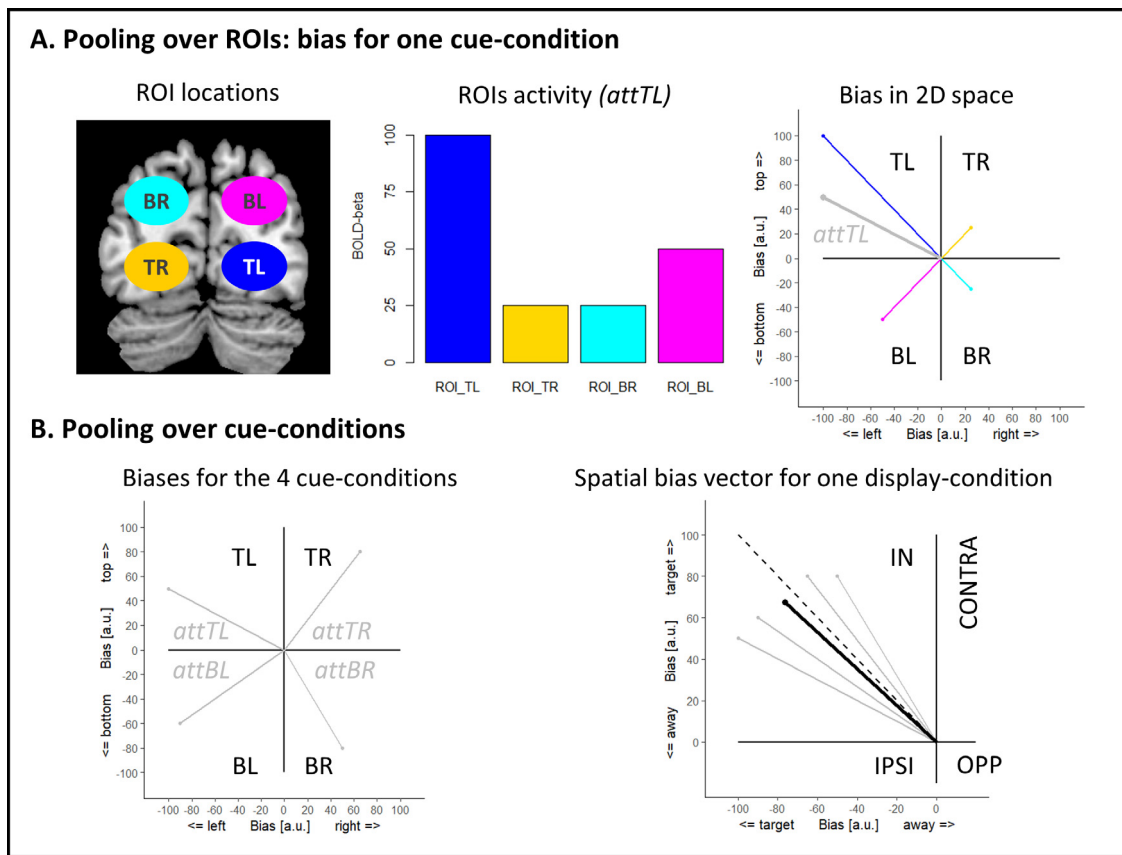 A. Pooling over ROIs: bias for one cue-condition
ROI locations
BR
BL
TR
TL
ROIs activity (attTL)
BOLD-beta
100
75
50
25
0
ROI_TL
ROI_TR
ROI_BR
ROI_BL
Bias in 2D space
<= bottom Bias [a.u.] top =>
100
80
60
40
20
0
-20
-40
-60
-80
-100
TL
TR
attTL
BL
BR
-100 -80 -60 -40 -20 0 20 40 60 80 100
<= left Bias [a.u.] right =>
B. Pooling over cue-conditions
Biases for the 4 cue-conditions
<= bottom Bias [a.u.] top =>
100
80
60
40
20
0
-20
-40
-60
-80
-100
TL
TR
attTL
attTR
attBL
attBR
BL
BR
-100 -80 -60 -40 -20 0 20 40 60 80 100
<= left Bias [a.u.] right =>
Spatial bias vector for one display-condition
<= away Bias [a.u.] target =>
100
80
60
40
20
0
IN
CONTRA
IPSI
OPP
-100 -80 -60 -40 -20 0
<= target Bias [a.u.] away =>